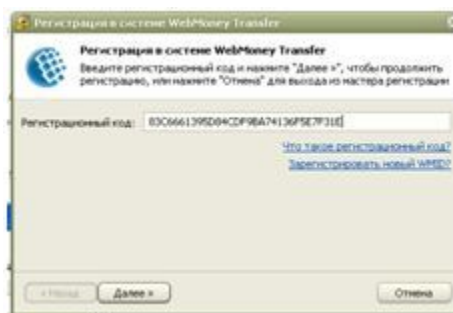 Регистрация в системе WebMoney Transfer
Регистрация в системе WebMoney Transfer
Введите регистрационный код и нажмите "Далее »", чтобы продолжить
регистрацию, или нажмите "Отмена" для выхода из мастера регистрации
Регистрационный код:
Что такое регистрационный код?
Зарегистрировать новый WMID?
« Назад
Далее »
Отмена